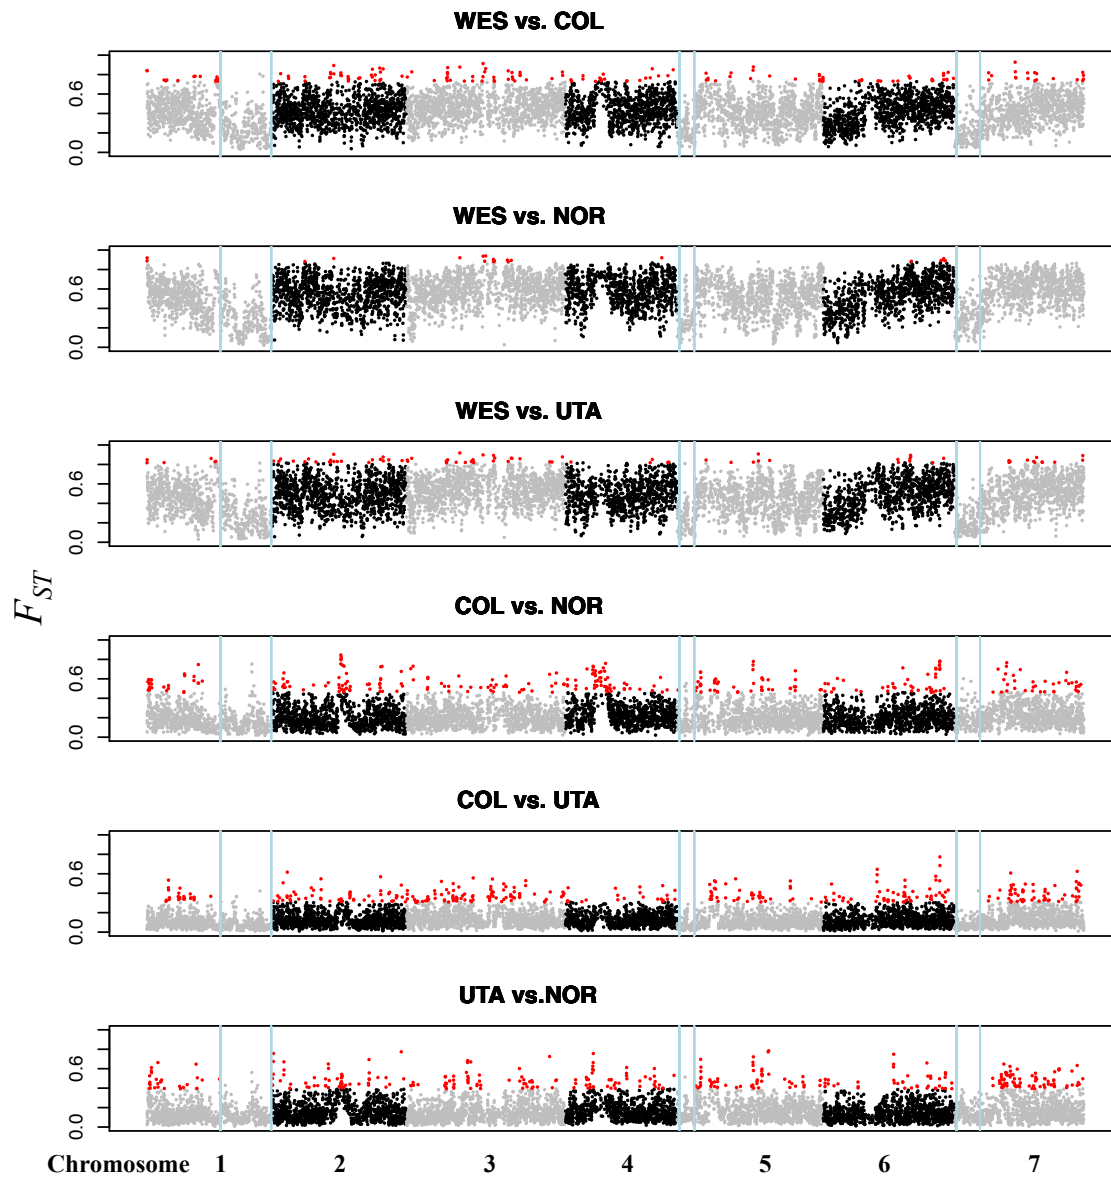 WES vs. COL
0.0 0.6
WES vs. NOR
0.0 0.6
WES vs. UTA
0.0 0.6
F_ST
COL vs. NOR
0.0 0.6
COL vs. UTA
0.0 0.6
UTA vs.NOR
0.0 0.6
Chromosome 1 2 3 4 5 6 7